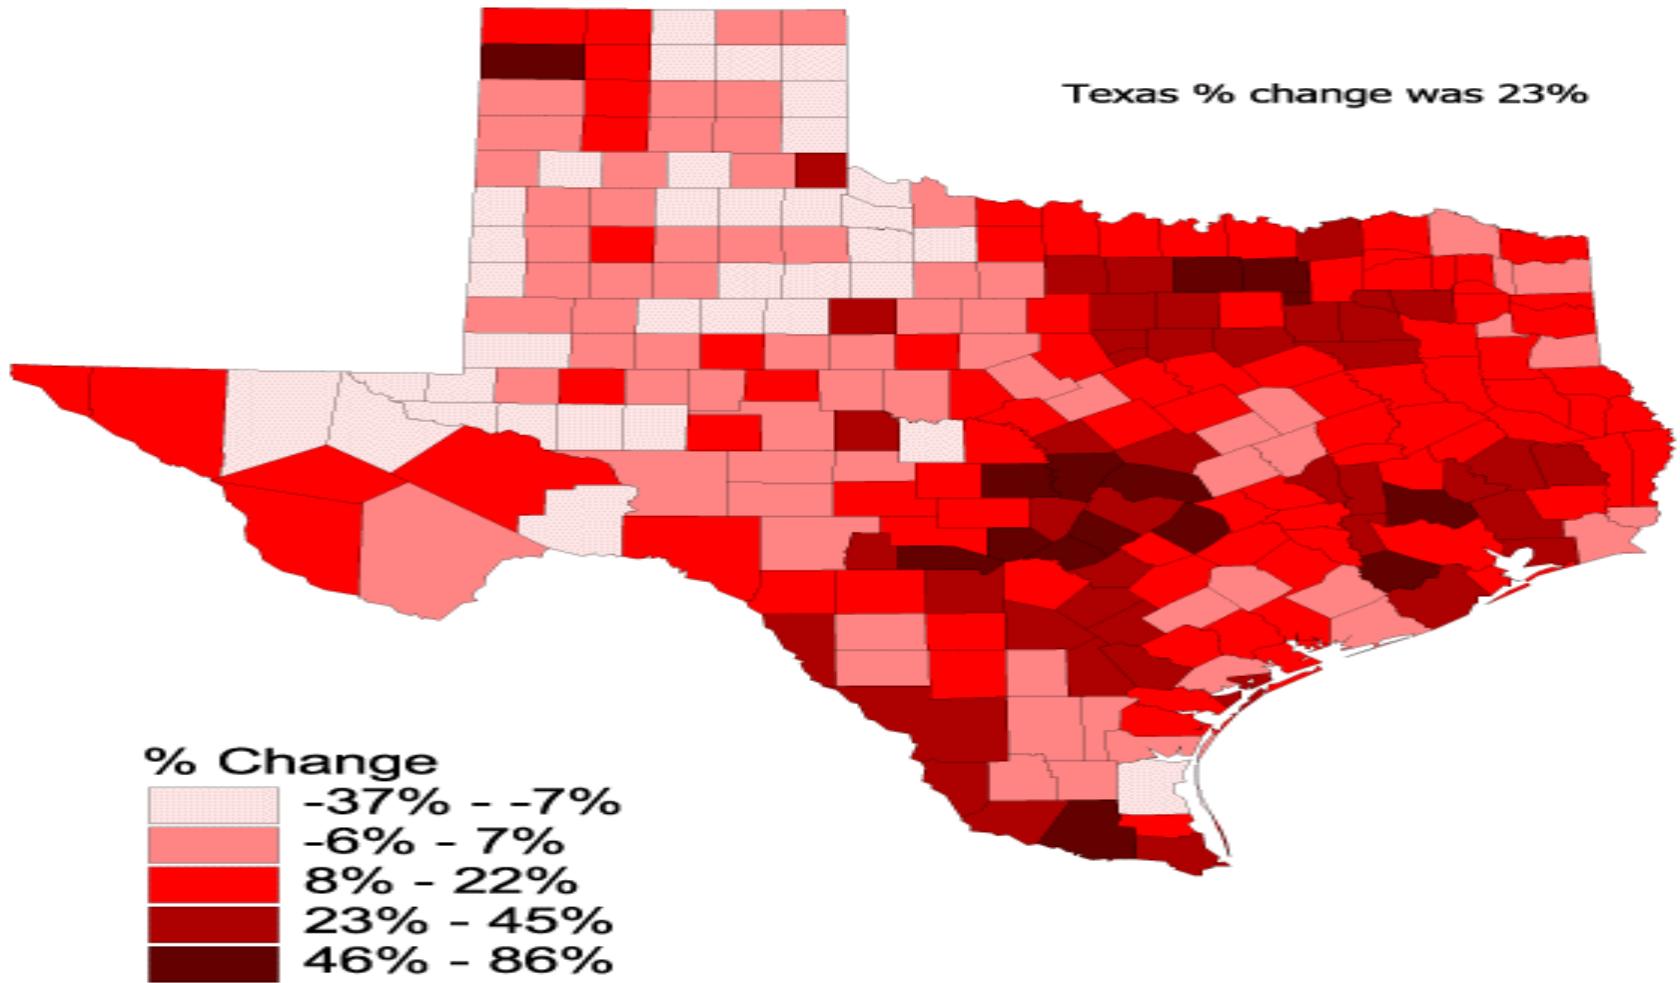 Texas % change was 23%
% Change
-37% - -7%
-6% - 7%
8% - 22%
23% - 45%
46% - 86%